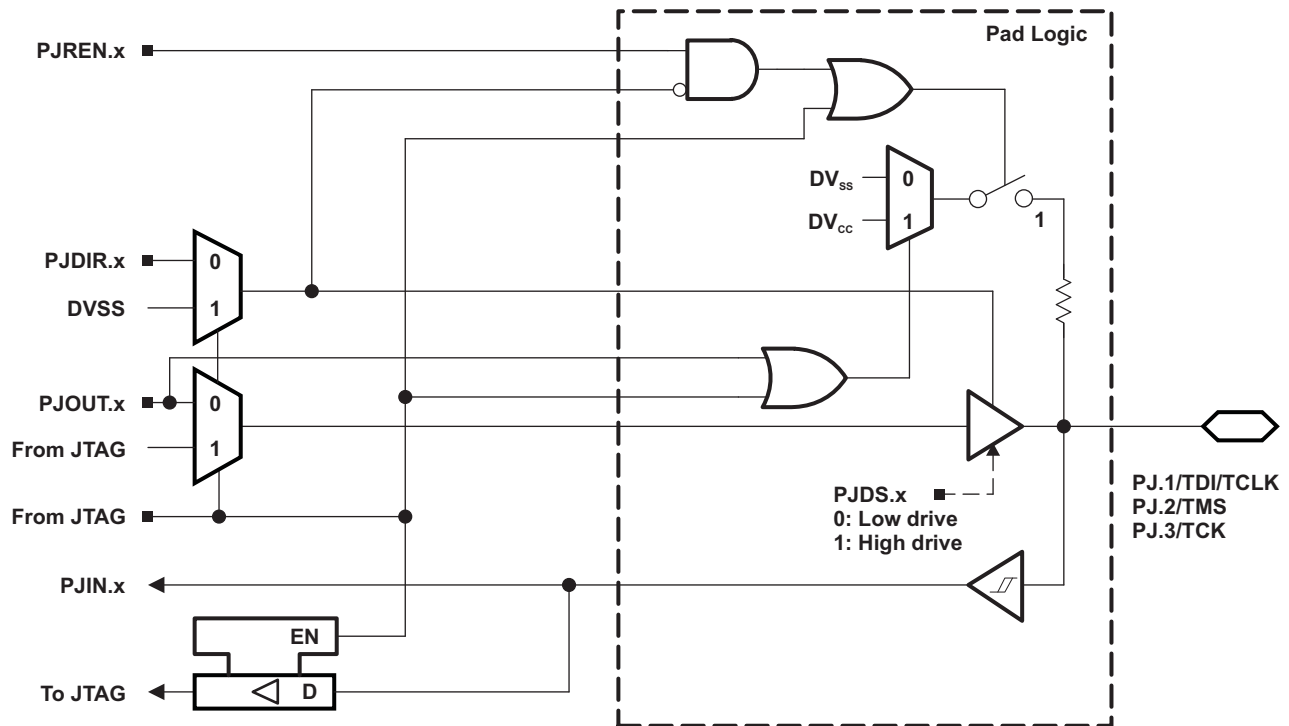 Pad Logic
PJREN.x
DVss
0
DVcc
1
1
PJDIR.x
0
DVSS
1
PJOUT.x
0
From JTAG
1
PJDS.x
0: Low drive
1: High drive
PJ.1/TDI/TCLK
PJ.2/TMS
PJ.3/TCK
From JTAG
PJIN.x
EN
To JTAG
D